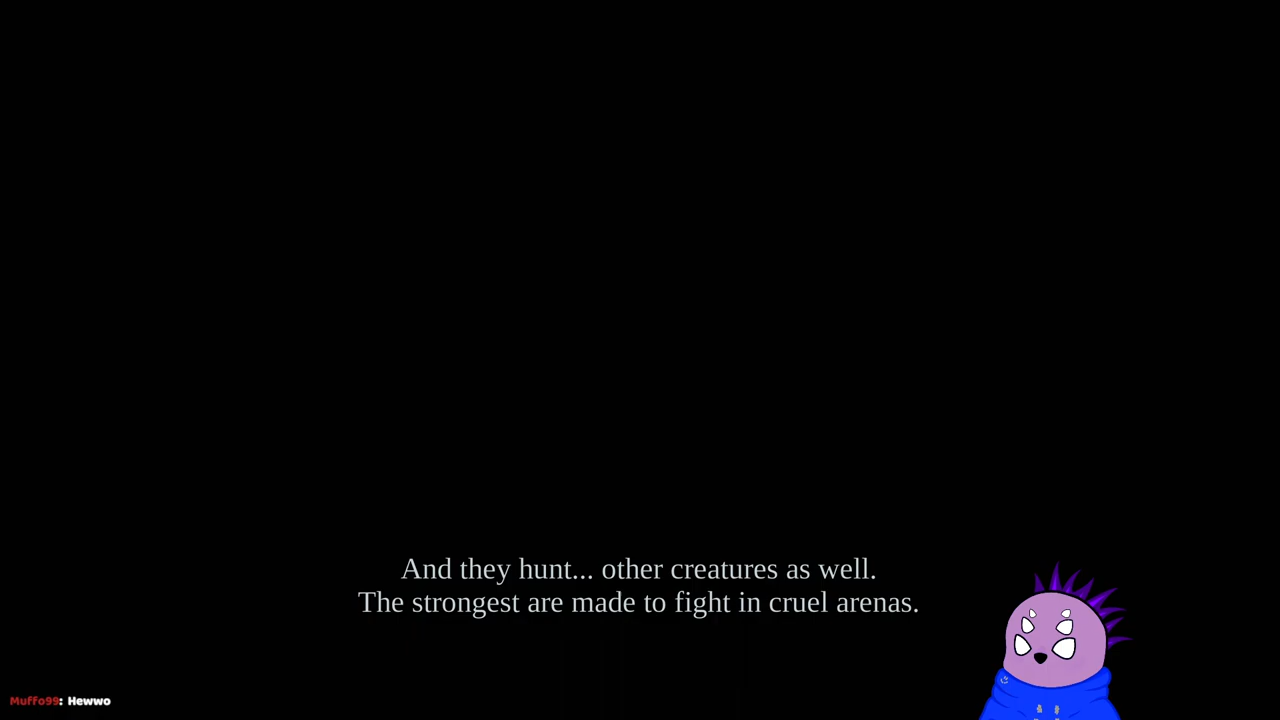 And they hunt... other creatures as well.
The strongest are made to fight in cruel arenas.
Muffo99: Hewwo